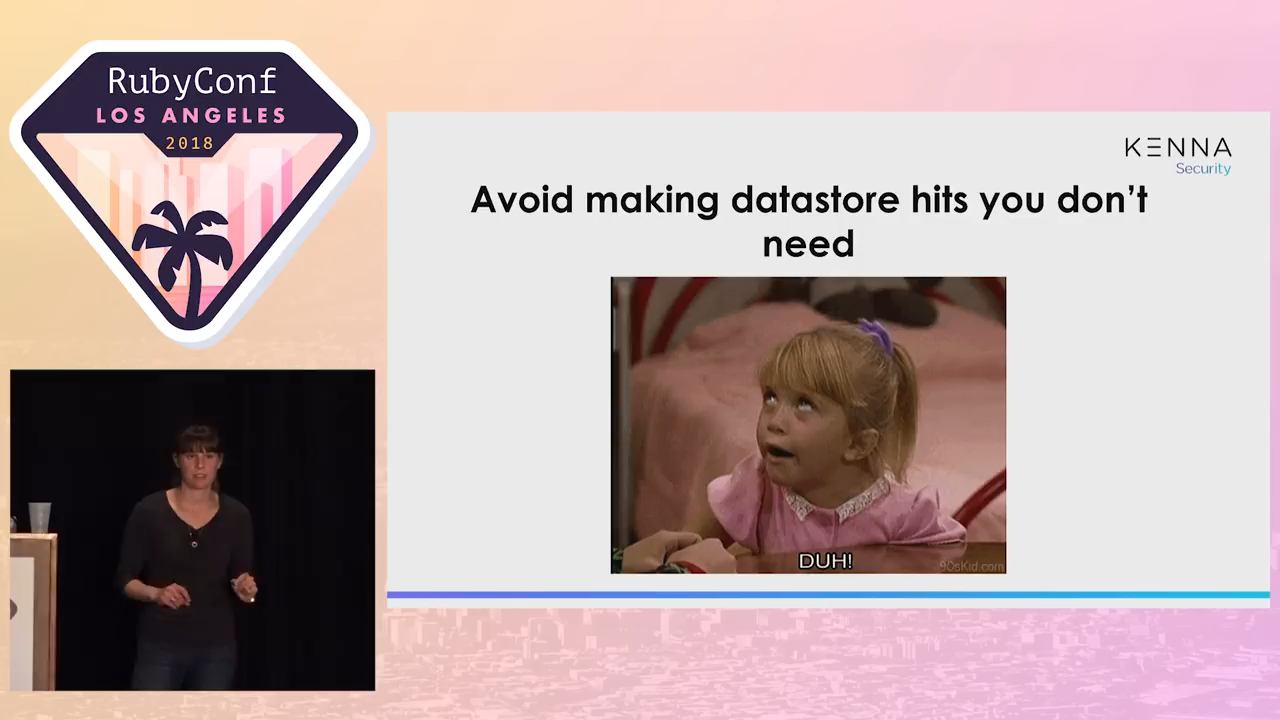 RubyConf
LOS ANGELES
2018
KENNA
Security
Avoid making datastore hits you don't
need
DUH!
90sKid.com